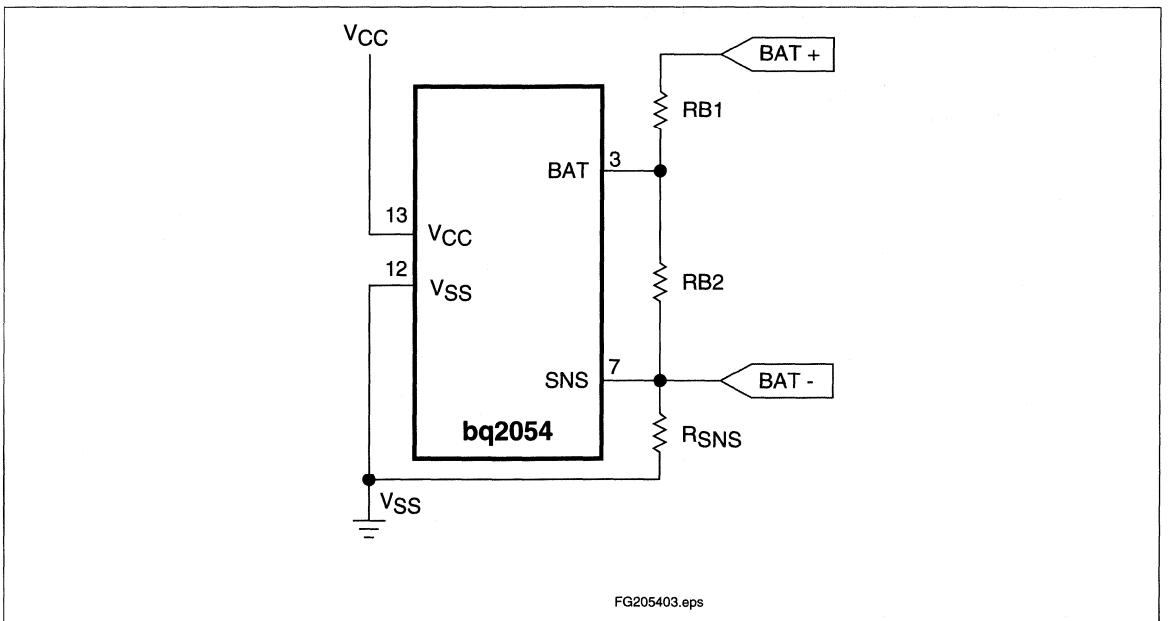 VCC
BAT +
RB1
BAT
3
13
VCC
12
VSS
RB2
SNS
7
BAT -
bq2054
RSNS
VSS
FG205403.eps